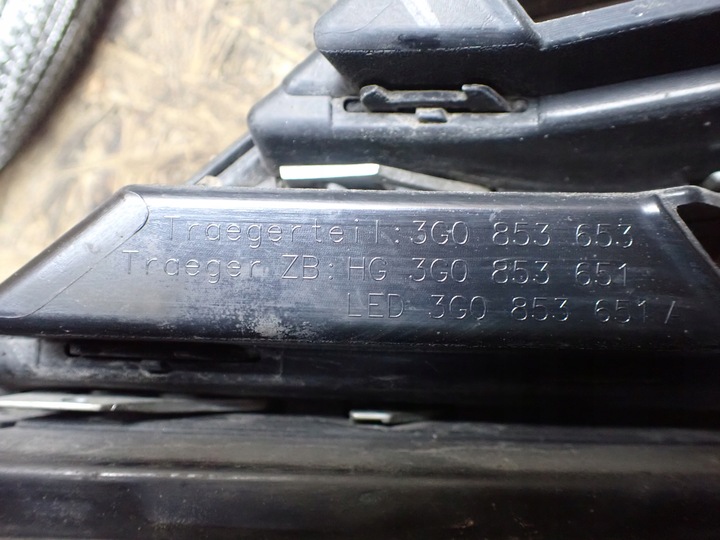 Traegerteil: 3G0 853 653
Traeger ZB: HG 3G0 853 651
LED 3G0 853 651 A